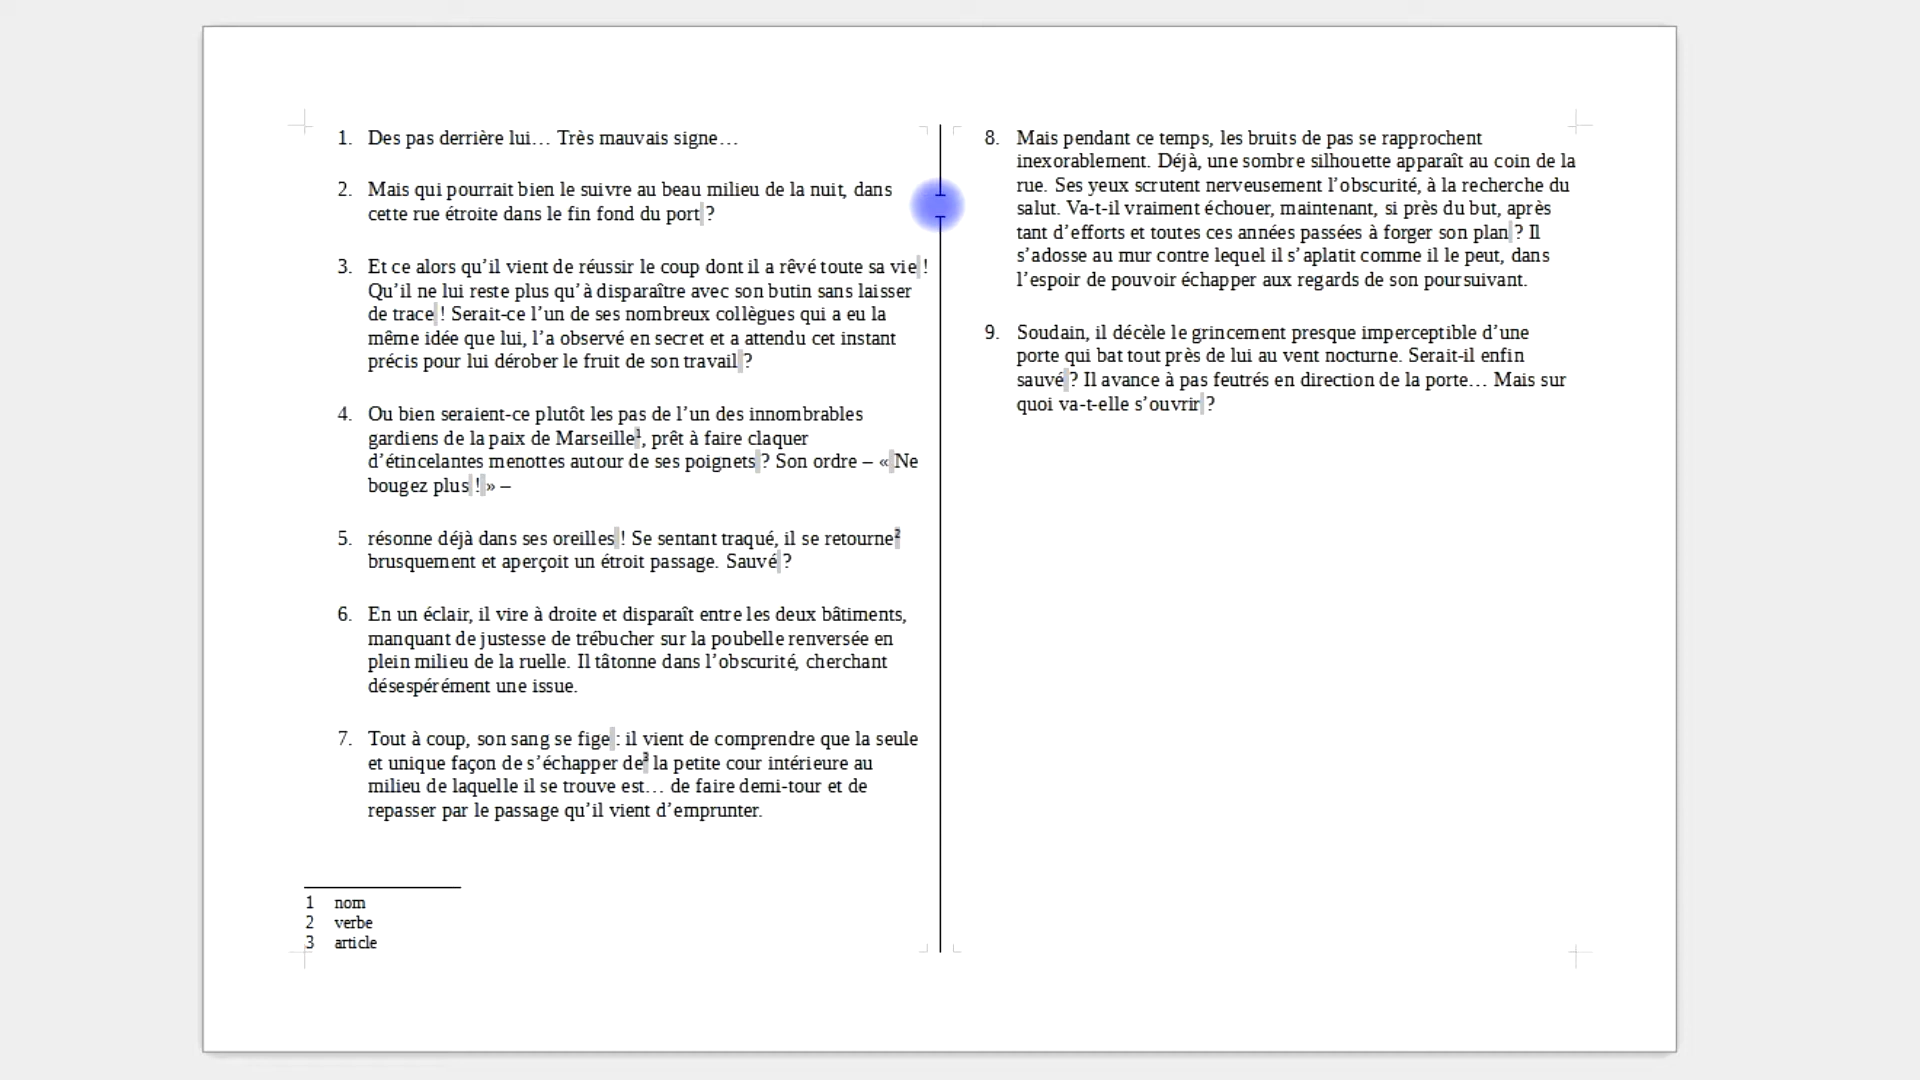 1. Des pas derrière lui… Très mauvais signe…
2. Mais qui pourrait bien le suivre au beau milieu de la nuit, dans
cette rue étroite dans le fin fond du port ?
3. Et ce alors qu’il vient de réussir le coup dont il a rêvé toute sa vie !
Qu’il ne lui reste plus qu’à disparaître avec son butin sans laisser
de trace ! Serait-ce l’un de ses nombreux collègues qui a eu la
même idée que lui, l’a observé en secret et a attendu cet instant
précis pour lui dérober le fruit de son travail ?
4. Ou bien seraient-ce plutôt les pas de l’un des innombrables
gardiens de la paix de Marseille¹, prêt à faire claquer
d’étincelantes menottes autour de ses poignets ? Son ordre – « Ne
bougez plus ! » –
5. résonne déjà dans ses oreilles ! Se sentant traqué, il se retourne²
brusquement et aperçoit un étroit passage. Sauvé ?
6. En un éclair, il vire à droite et disparaît entre les deux bâtiments,
manquant de justesse de trébucher sur la poubelle renversée en
plein milieu de la ruelle. Il tâtonne dans l’obscurité, cherchant
désespérément une issue.
7. Tout à coup, son sang se fige : il vient de comprendre que la seule
et unique façon de s’échapper de³ la petite cour intérieure au
milieu de laquelle il se trouve est… de faire demi-tour et de
repasser par le passage qu’il vient d’emprunter.
1 nom
2 verbe
3 article
8. Mais pendant ce temps, les bruits de pas se rapprochent
inexorablement. Déjà, une sombre silhouette apparaît au coin de la
rue. Ses yeux scrutent nerveusement l’obscurité, à la recherche du
salut. Va-t-il vraiment échouer, maintenant, si près du but, après
tant d’efforts et toutes ces années passées à forger son plan ? Il
s’adosse au mur contre lequel il s’aplatit comme il le peut, dans
l’espoir de pouvoir échapper aux regards de son poursuivant.
9. Soudain, il décèle le grincement presque imperceptible d’une
porte qui bat tout près de lui au vent nocturne. Serait-il enfin
sauvé ? Il avance à pas feutrés en direction de la porte… Mais sur
quoi va-t-elle s’ouvrir ?